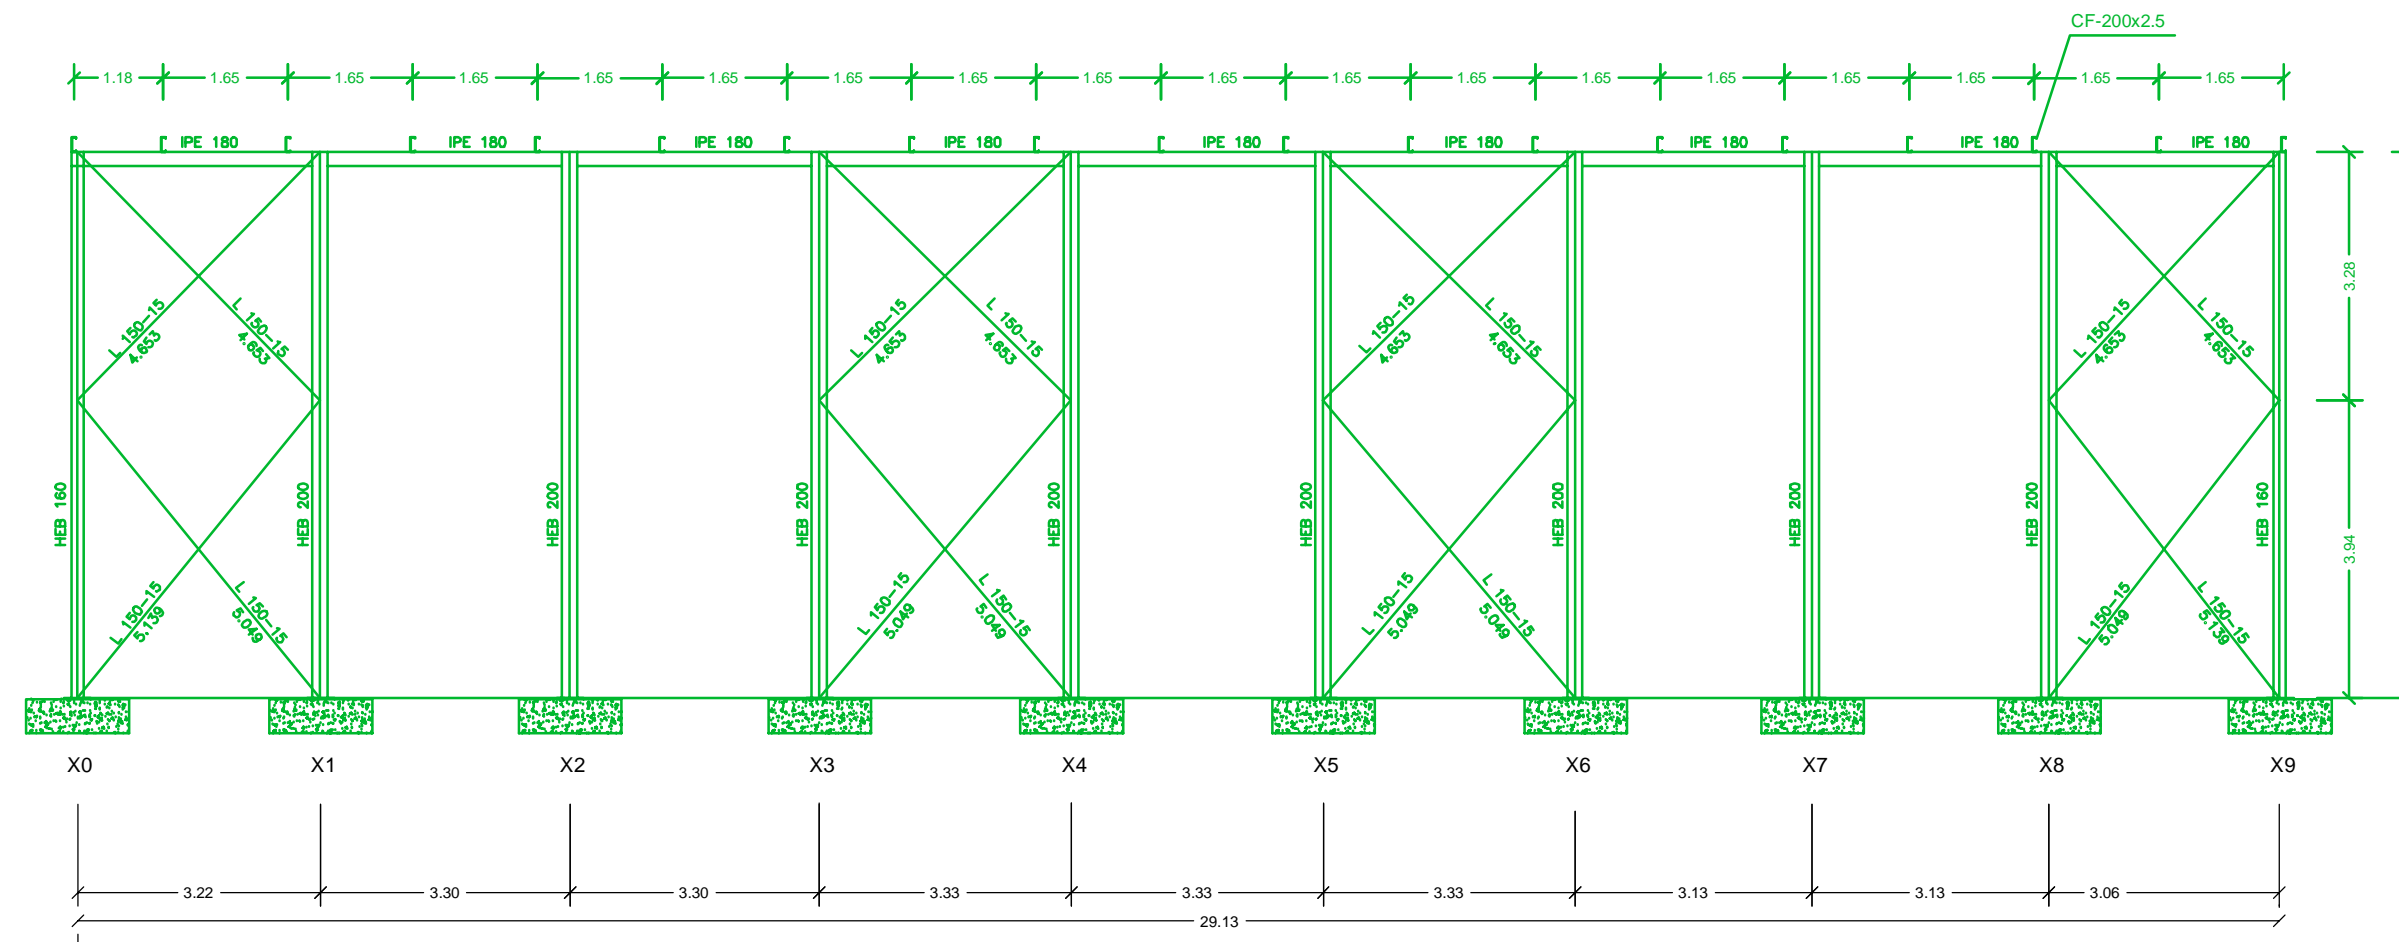 CF-200x2.5
1.18 1.65 1.65 1.65 1.65 1.65 1.65 1.65 1.65 1.65 1.65 1.65 1.65 1.65 1.65 1.65 1.65 1.65
IPE 180 IPE 180 IPE 180 IPE 180 IPE 180 IPE 180 IPE 180 IPE 180 IPE 180
3.28
L 150-15 L 150-15 L 150-15 L 150-15 L 150-15 L 150-15 L 150-15 L 150-15
4.653 4.653 4.653 4.653 4.653 4.653 4.653 4.653
HEB 160 HEB 200 HEB 200 HEB 200 HEB 200 HEB 200 HEB 200 HEB 200 HEB 200 HEB 160
3.94
L 150-15 L 150-15 L 150-15 L 150-15 L 150-15 L 150-15 L 150-15 L 150-15
5.139 5.049 5.049 5.049 5.049 5.049 5.049 5.139
X0 X1 X2 X3 X4 X5 X6 X7 X8 X9
3.22 3.30 3.30 3.33 3.33 3.33 3.13 3.13 3.06
29.13